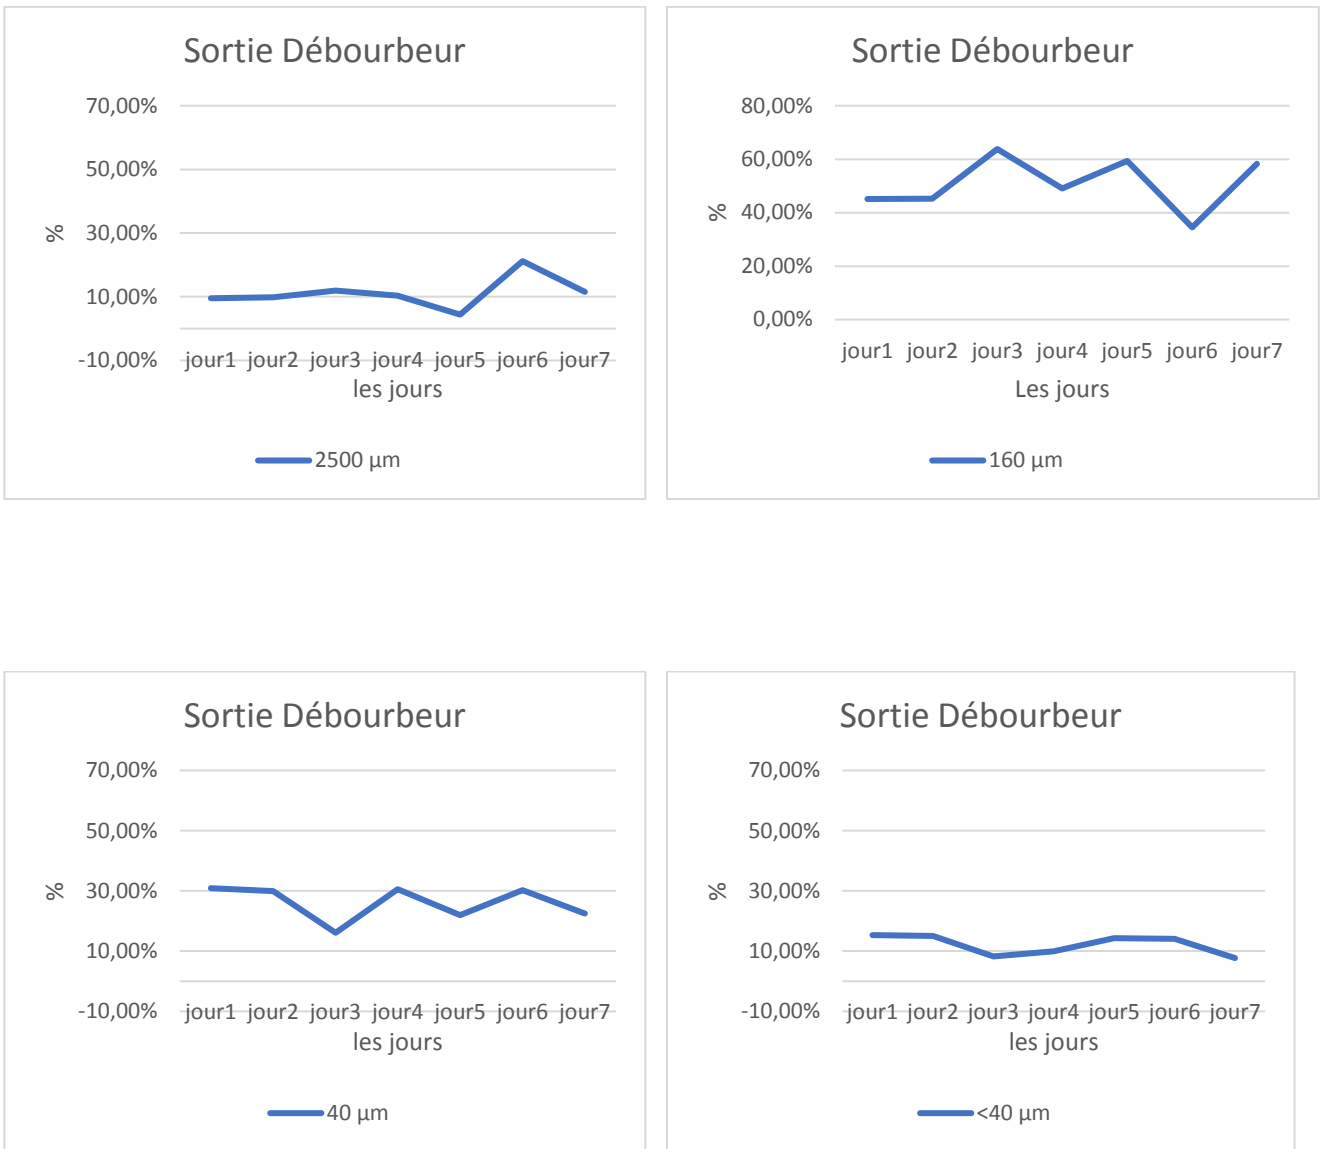 Sortie Débourbeur
70,00%
50,00%
30,00%
10,00%
-10,00%
%
jour1 jour2 jour3 jour4 jour5 jour6 jour7
les jours
2500 µm
Sortie Débourbeur
80,00%
60,00%
40,00%
20,00%
0,00%
%
jour1 jour2 jour3 jour4 jour5 jour6 jour7
Les jours
160 µm
Sortie Débourbeur
70,00%
50,00%
30,00%
10,00%
-10,00%
%
jour1 jour2 jour3 jour4 jour5 jour6 jour7
les jours
40 µm
Sortie Débourbeur
70,00%
50,00%
30,00%
10,00%
-10,00%
%
jour1 jour2 jour3 jour4 jour5 jour6 jour7
les jours
<40 µm